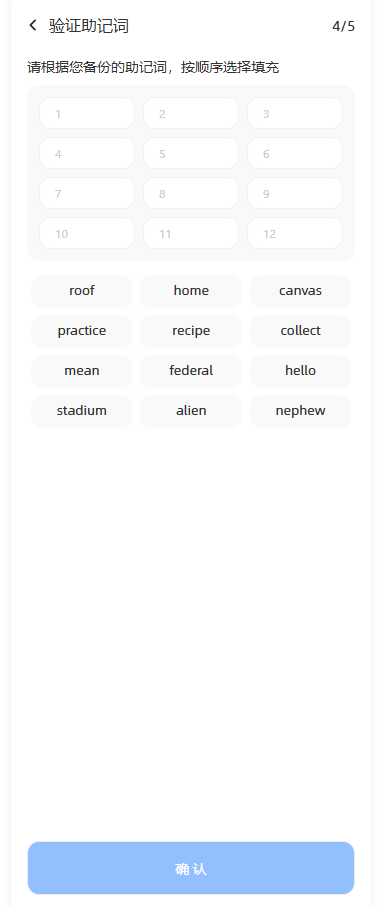 验证助记词 4/5
请根据您备份的助记词，按顺序选择填充
1 2 3
4 5 6
7 8 9
10 11 12
roof home canvas
practice recipe collect
mean federal hello
stadium alien nephew
确认